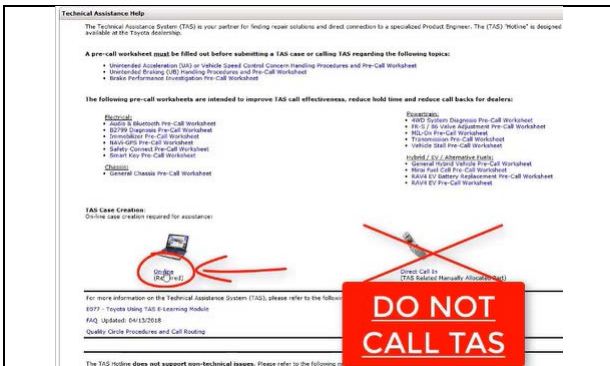 Technical Assistance Help
The Technical Assistance System (TAS) is your partner for finding repair solutions and direct connection to a specialized Product Engineer. The (TAS) "Hotline" is designed
available at the Toyota dealership.
A pre-call worksheet must be filled out before submitting a TAS case or calling TAS regarding the following topics:
• Unintended Acceleration (UA) or Vehicle Speed Control Concern Handling Procedures and Pre-Call Worksheet
• Unintended Braking (UB) Handling Procedures and Pre-Call Worksheet
• Brake Performance Investigation Pre-Call Worksheet
The following pre-call worksheets are intended to improve TAS call effectiveness, reduce hold time and reduce call backs for dealers:
Electrical:
• Audio & Bluetooth Pre-Call Worksheet
• B2799 Diagnosis Pre-Call Worksheet
• Immobilizer Pre-Call Worksheet
• NAVI-GPS Pre-Call Worksheet
• Safety Connect Pre-Call Worksheet
• Smart Key Pre-Call Worksheet
Chassis:
• General Chassis Pre-Call Worksheet
Powertrain:
• 4WD System Diagnosis Pre-Call Worksheet
• FR-S / 86 Valve Adjustment Pre-Call Worksheet
• MIL-On Pre-Call Worksheet
• Transmission Pre-Call Worksheet
• Vehicle Stall Pre-Call Worksheet
Hybrid / EV / Alternative Fuels:
• General Hybrid Vehicle Pre-Call Worksheet
• Mirai Fuel Cell Pre-Call Worksheet
• RAV4 EV Battery Replacement Pre-Call Worksheet
• RAV4 EV Pre-Call Worksheet
TAS Case Creation:
On-line case creation required for assistance:
On-line
Direct Call In
(TAS Related Manually Allocated Part)
For more information on the Technical Assistance System (TAS), please refer to the
E077 - Toyota Using TAS E-Learning Module
FAQ Updated: 04/13/2018
Quality Circle Procedures and Call Routing
DO NOT
CALL TAS
The TAS Hotline does not support non-technical issues. Please refer to the following